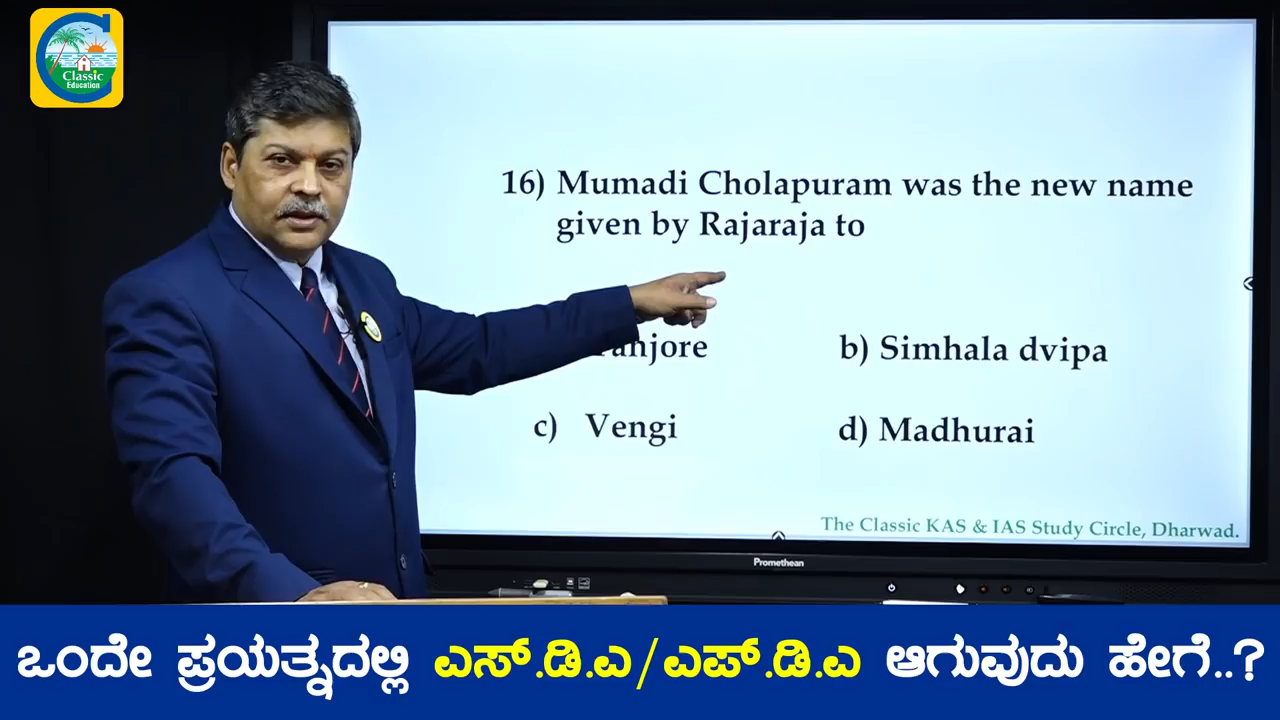 Classic
Education
16) Mumadi Cholapuram was the new name
given by Rajaraja to
b) Simhala dvipa
c) Vengi
d) Madhurai
The Classic KAS & IAS Study Circle, Dharwad.
Promethean
ಒಂದೇ ಪ್ರಯತ್ನದಲ್ಲಿ ಎಸ್.ಡಿ.ಎ/ಎಫ್.ಡಿ.ಎ ಆಗುವುದು ಹೇಗೆ..?